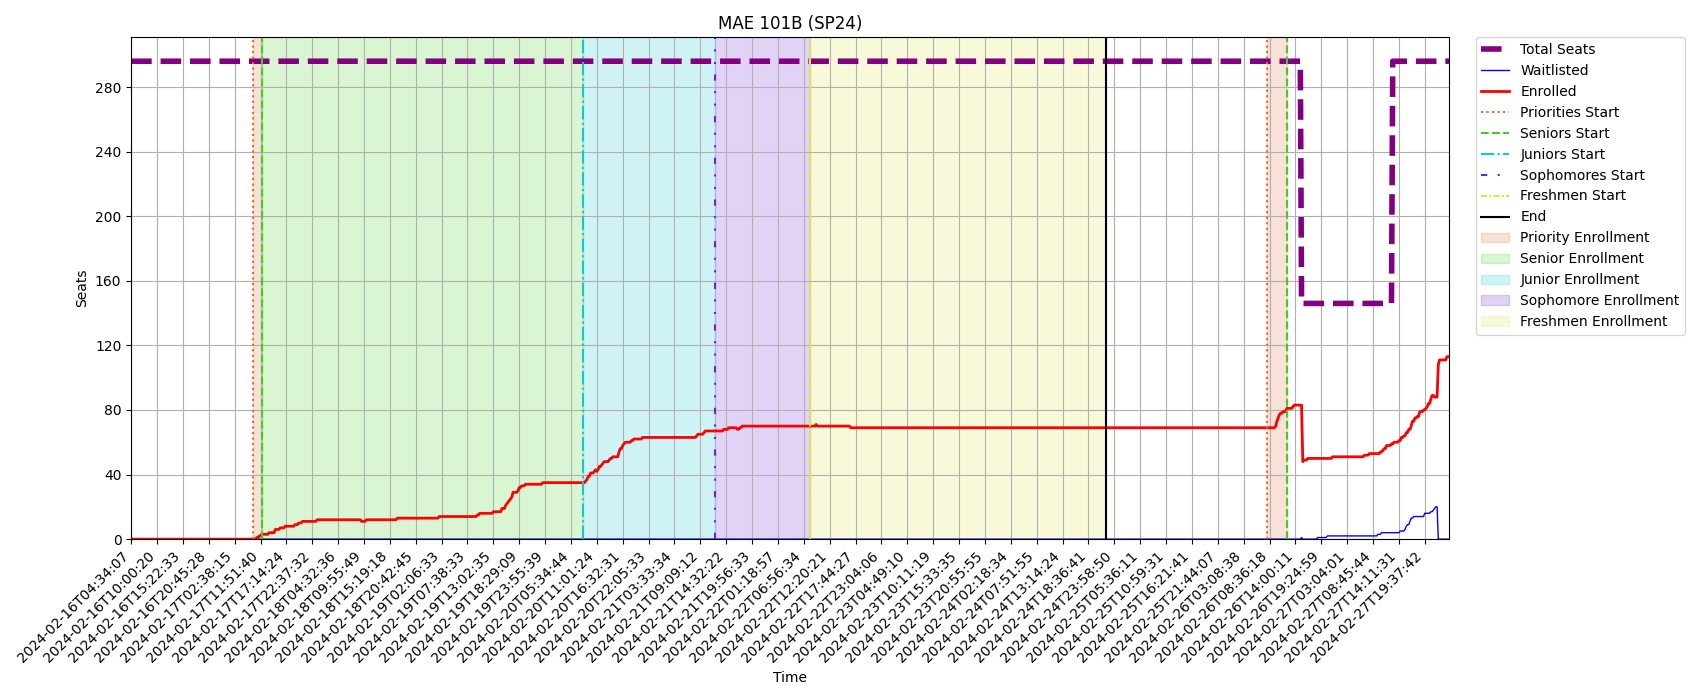 MAE 101B (SP24)
Seats
280
240
200
160
120
80
40
0
2024-02-16T04:34:07
2024-02-16T10:00:20
2024-02-16T15:22:33
2024-02-16T20:45:28
2024-02-17T02:38:15
2024-02-17T11:51:40
2024-02-17T17:14:24
2024-02-17T22:37:32
2024-02-18T04:32:36
2024-02-18T09:55:49
2024-02-18T15:19:18
2024-02-18T20:42:45
2024-02-19T02:06:33
2024-02-19T07:38:33
2024-02-19T13:02:35
2024-02-19T18:29:09
2024-02-19T23:55:39
2024-02-20T05:34:44
2024-02-20T11:01:24
2024-02-20T16:32:31
2024-02-20T22:05:33
2024-02-21T03:33:34
2024-02-21T09:09:12
2024-02-21T14:32:22
2024-02-21T19:56:33
2024-02-22T01:18:57
2024-02-22T06:56:34
2024-02-22T12:20:21
2024-02-22T17:44:27
2024-02-22T23:04:06
2024-02-23T04:49:10
2024-02-23T10:11:19
2024-02-23T15:33:35
2024-02-23T20:55:55
2024-02-24T02:18:34
2024-02-24T07:51:55
2024-02-24T13:14:24
2024-02-24T18:36:41
2024-02-24T23:58:50
2024-02-25T05:36:11
2024-02-25T10:59:31
2024-02-25T16:21:41
2024-02-25T21:44:07
2024-02-26T03:08:38
2024-02-26T08:36:18
2024-02-26T14:00:11
2024-02-26T19:24:59
2024-02-27T03:04:01
2024-02-27T08:45:44
2024-02-27T14:11:31
2024-02-27T19:37:42
Time
Total Seats
Waitlisted
Enrolled
Priorities Start
Seniors Start
Juniors Start
Sophomores Start
Freshmen Start
End
Priority Enrollment
Senior Enrollment
Junior Enrollment
Sophomore Enrollment
Freshmen Enrollment